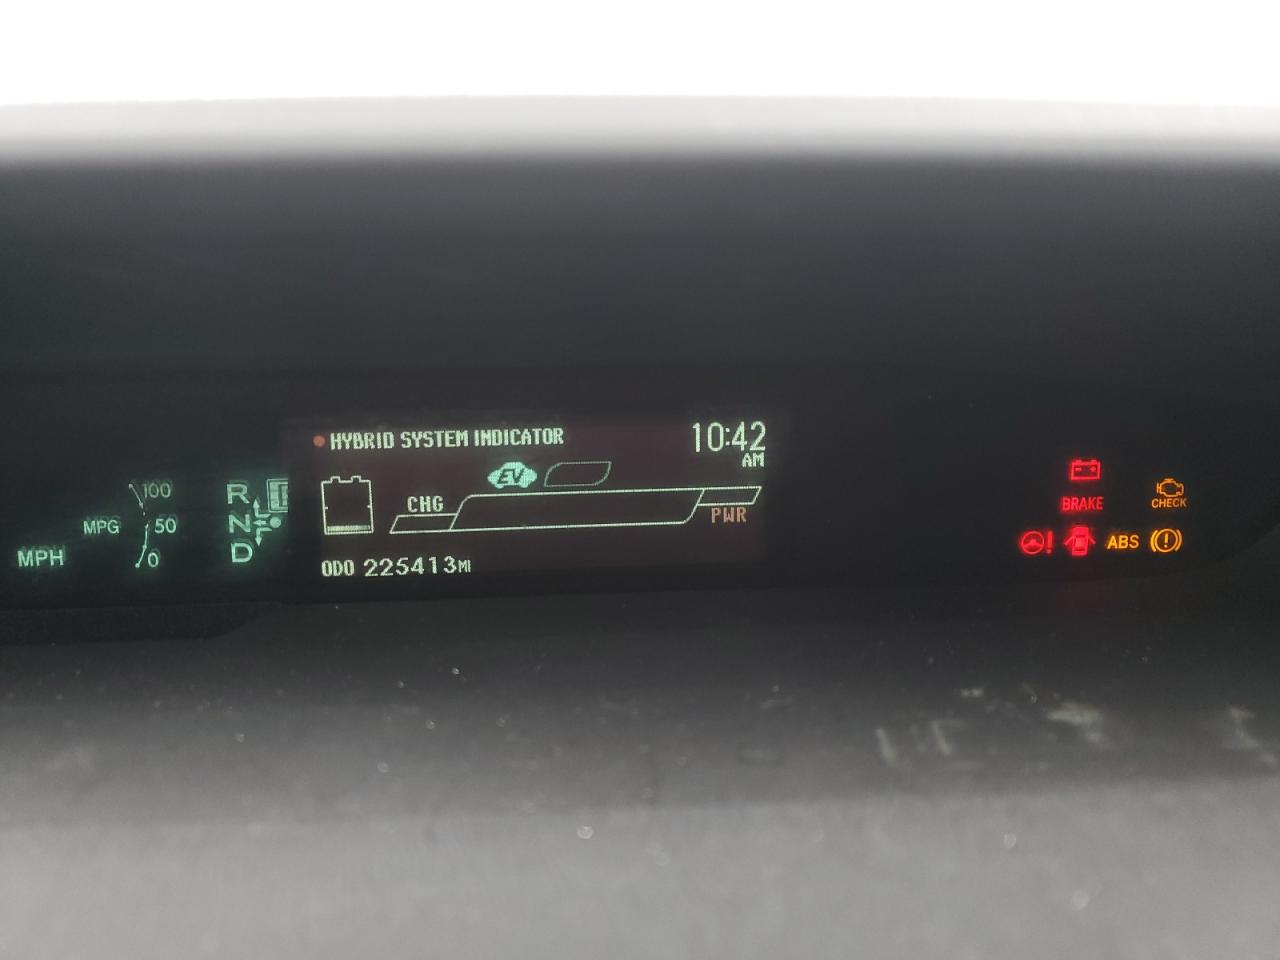 HYBRID SYSTEM INDICATOR
10:42
AM
EV
CHG
PWR
ODO 225413MI
100
MPG 50
0
MPH
R
N
D
BRAKE
CHECK
!
ABS
!